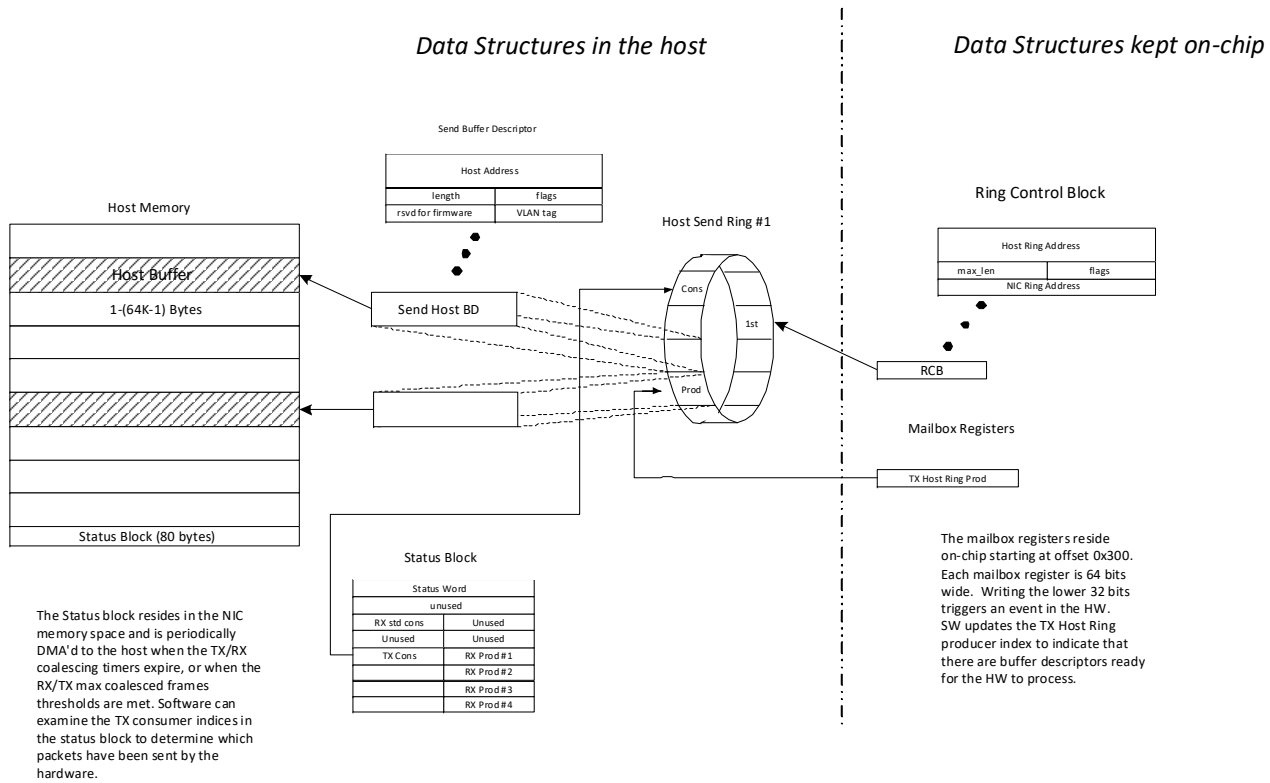 Data Structures in the host
Data Structures kept on-chip
Send Buffer Descriptor
Host Address
length
flags
rsvd for firmware
VLAN tag
Host Memory
Host Buffer
1-(64K-1) Bytes
Status Block (80 bytes)
Send Host BD
Host Send Ring #1
Cons
1st
Prod
Ring Control Block
Host Ring Address
max_len
flags
NIC Ring Address
RCB
Mailbox Registers
TX Host Ring Prod
The mailbox registers reside
on-chip starting at offset 0x300.
Each mailbox register is 64 bits
wide. Writing the lower 32 bits
triggers an event in the HW.
SW updates the TX Host Ring
producer index to indicate that
there are buffer descriptors ready
for the HW to process.
Status Block
Status Word
unused
RX std cons
Unused
Unused
Unused
TX Cons
RX Prod #1
RX Prod #2
RX Prod #3
RX Prod #4
The Status block resides in the NIC
memory space and is periodically
DMA'd to the host when the TX/RX
coalescing timers expire, or when the
RX/TX max coalesced frames
thresholds are met. Software can
examine the TX consumer indices in
the status block to determine which
packets have been sent by the
hardware.